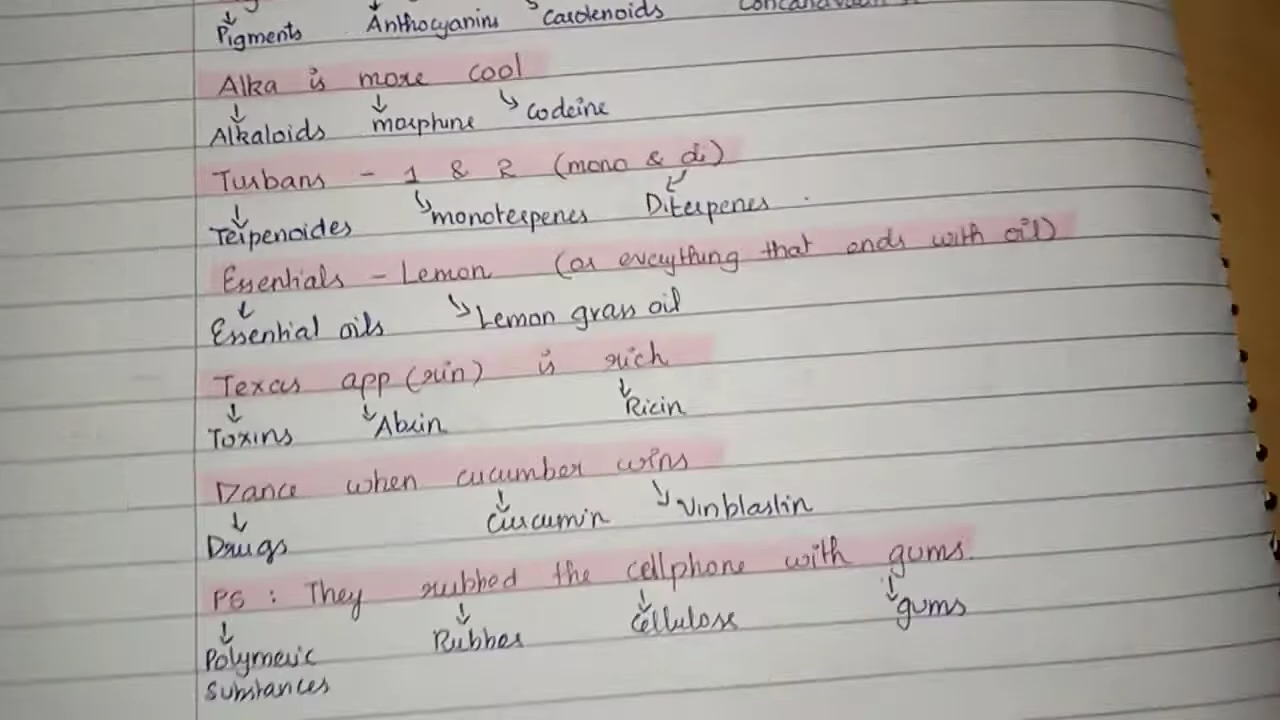 Pigments Anthocyanins Carotenoids
Alka is more cool
Alkaloids morphine Codeine
Turbans - 1 & 2 (mono & di)
Terpenoides monoterpenes Diterpenes
Essentials - Lemon (or everything that ends with oil)
Essential oils Lemon grass oil
Texas app (rin) is rich
Toxins Abrin Ricin
Dance when cucumber wins
Drugs Curcumin Vinblastin
PS : They rubbed the cellphone with gums.
Polymeric Rubber Cellulose gums
substances